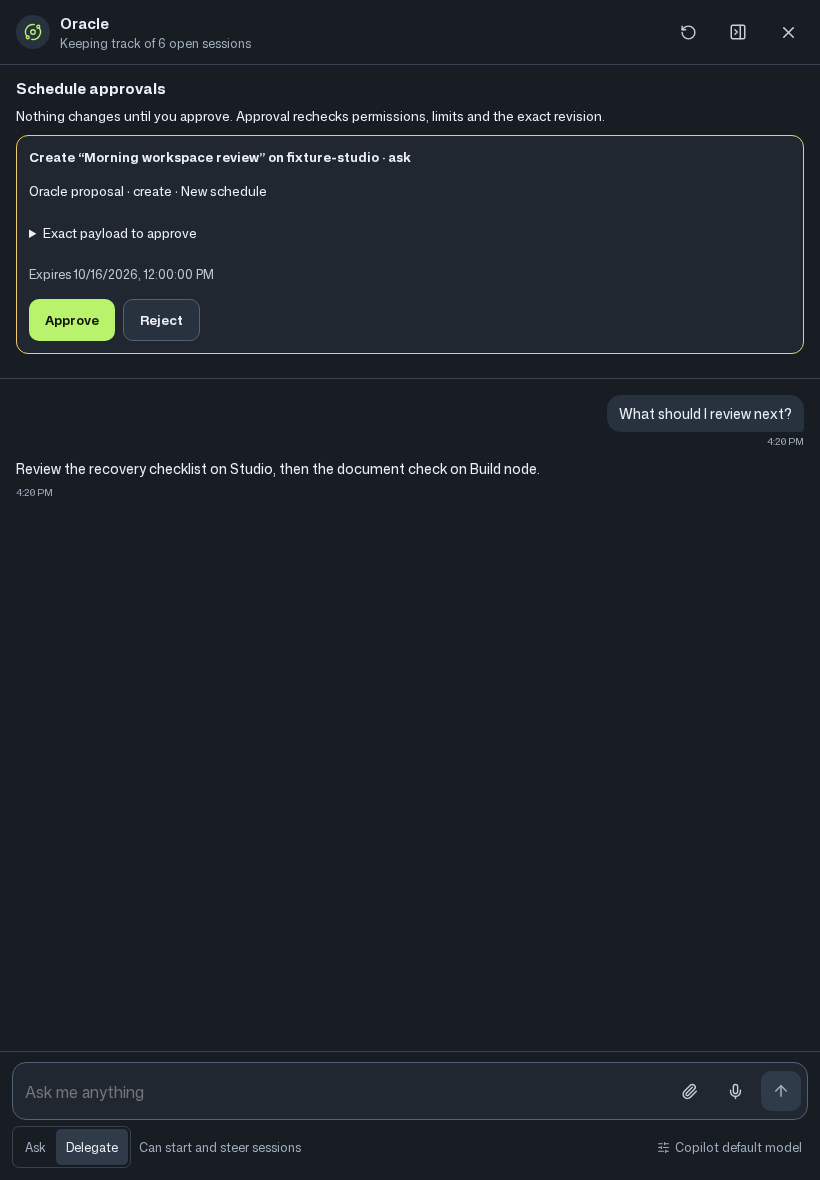 Oracle
Keeping track of 6 open sessions
Schedule approvals
Nothing changes until you approve. Approval rechecks permissions, limits and the exact revision.
Create “Morning workspace review” on fixture-studio · ask
Oracle proposal · create · New schedule
Exact payload to approve
Expires 10/16/2026, 12:00:00 PM
Approve
Reject
What should I review next?
4:20 PM
Review the recovery checklist on Studio, then the document check on Build node.
4:20 PM
Ask me anything
Ask
Delegate
Can start and steer sessions
Copilot default model